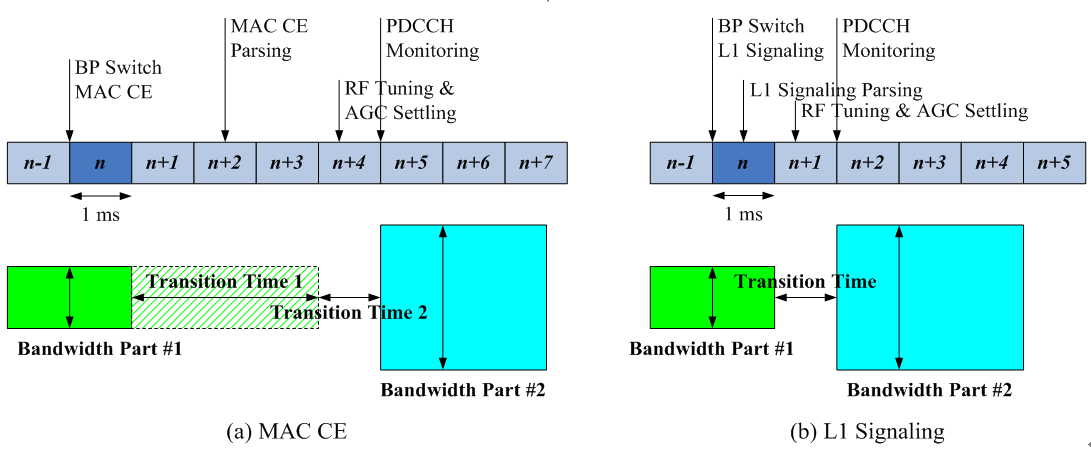 BP Switch
MAC CE
MAC CE
Parsing
RF Tuning &
AGC Settling
PDCCH
Monitoring
n-1 n n+1 n+2 n+3 n+4 n+5 n+6 n+7
1 ms
Transition Time 1
Transition Time 2
Bandwidth Part #1
Bandwidth Part #2
(a) MAC CE
BP Switch
L1 Signaling
PDCCH
Monitoring
L1 Signaling Parsing
RF Tuning & AGC Settling
n-1 n n+1 n+2 n+3 n+4 n+5
1 ms
Transition Time
Bandwidth Part #1
Bandwidth Part #2
(b) L1 Signaling